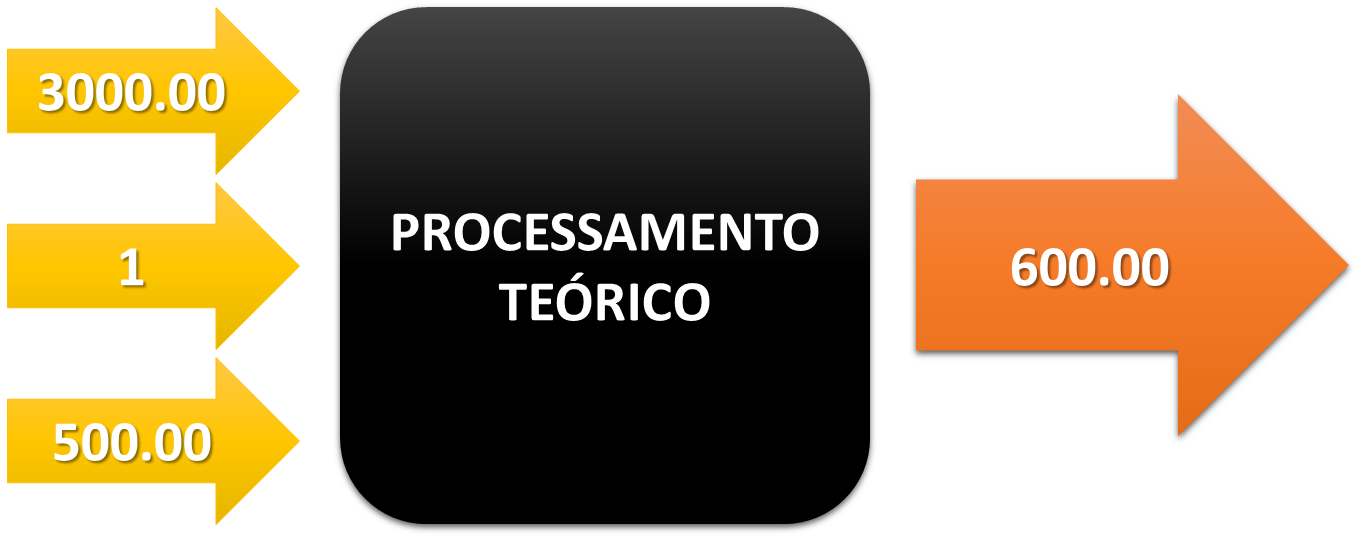 3000.00
1
500.00
PROCESSAMENTO
TEÓRICO
600.00